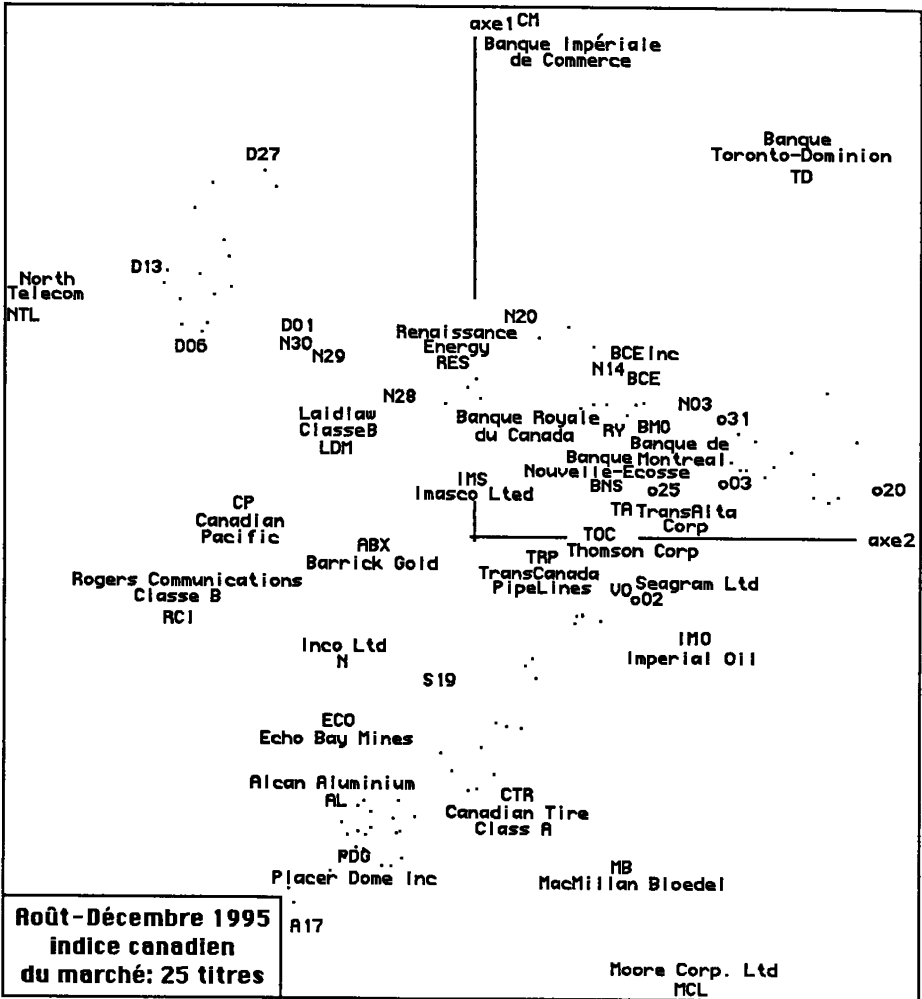 axe1 CM
Banque Impériale
de Commerce
Banque
Toronto-Dominion
TD
D27
D13
North
Telecom
NTL
D06
D01
N30
N29
N20
Renaissance
Energy
RES
BCE Inc
N14 BCE
N28
N03
o31
Laidlaw
ClasseB
LDM
Banque Royale
du Canada
RY
BMO
Banque de
Montreal
Banque
Nouvelle-Ecosse
BNS
IMS
Imasco Lted
o25
o03
o20
CP
Canadian
Pacific
TA TransAlta
Corp
TOC
Thomson Corp
axe2
ABX
Barrick Gold
TRP
TransCanada
PipeLines
Rogers Communications
Classe B
RCI
VO Seagram Ltd
o02
IMO
Imperial Oil
Inco Ltd
N
S19
ECO
Echo Bay Mines
Alcan Aluminium
AL
CTR
Canadian Tire
Class A
PDG
Placer Dome Inc
MB
MacMillan Bloedel
A17
Août-Décembre 1995
indice canadien
du marché: 25 titres
Moore Corp. Ltd
MCL